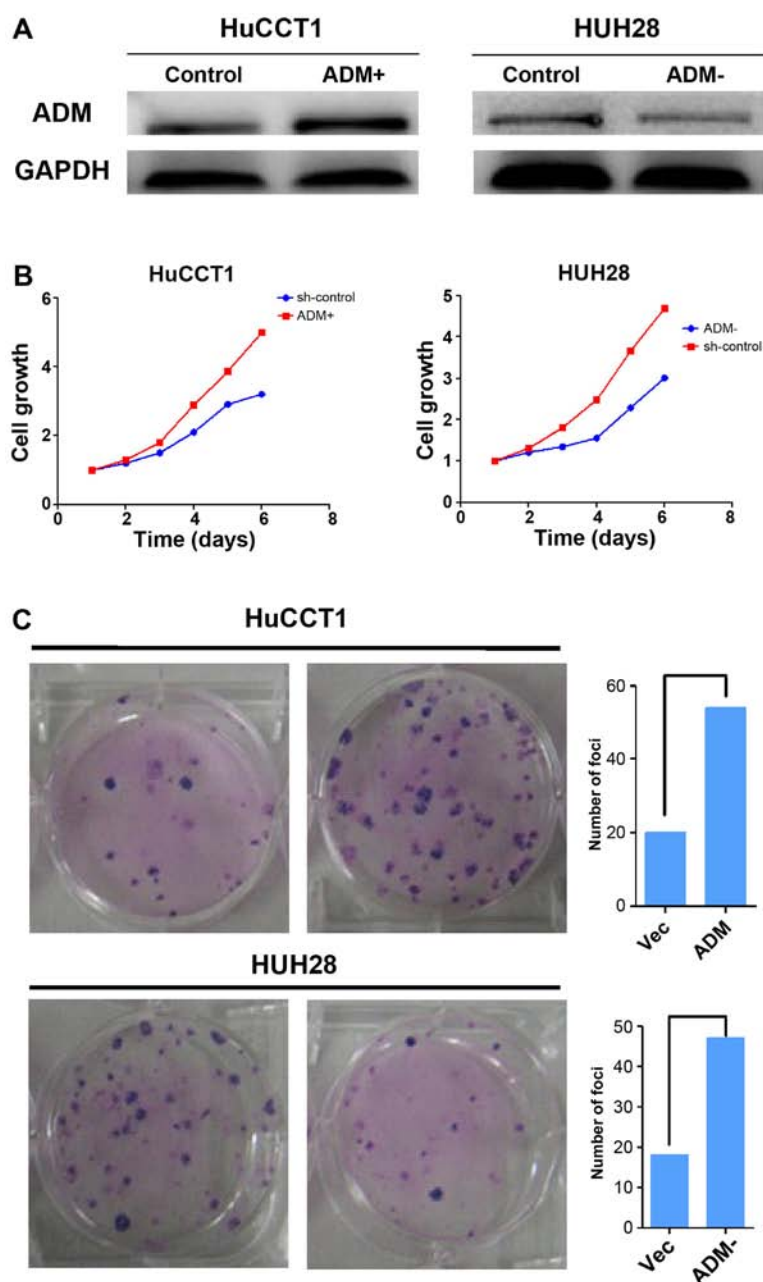 A
HuCCT1 HUH28
Control ADM+ Control ADM-
ADM
GAPDH
B
HuCCT1
sh-control
ADM+
6
4
2
0
Cell growth
0 2 4 6 8
Time (days)
HUH28
ADM-
sh-control
5
4
3
2
1
0
Cell growth
0 2 4 6 8
Time (days)
C
HuCCT1
60
40
20
0
Number of foci
Vec ADM
HUH28
50
40
30
20
10
0
Number of foci
Vec ADM-